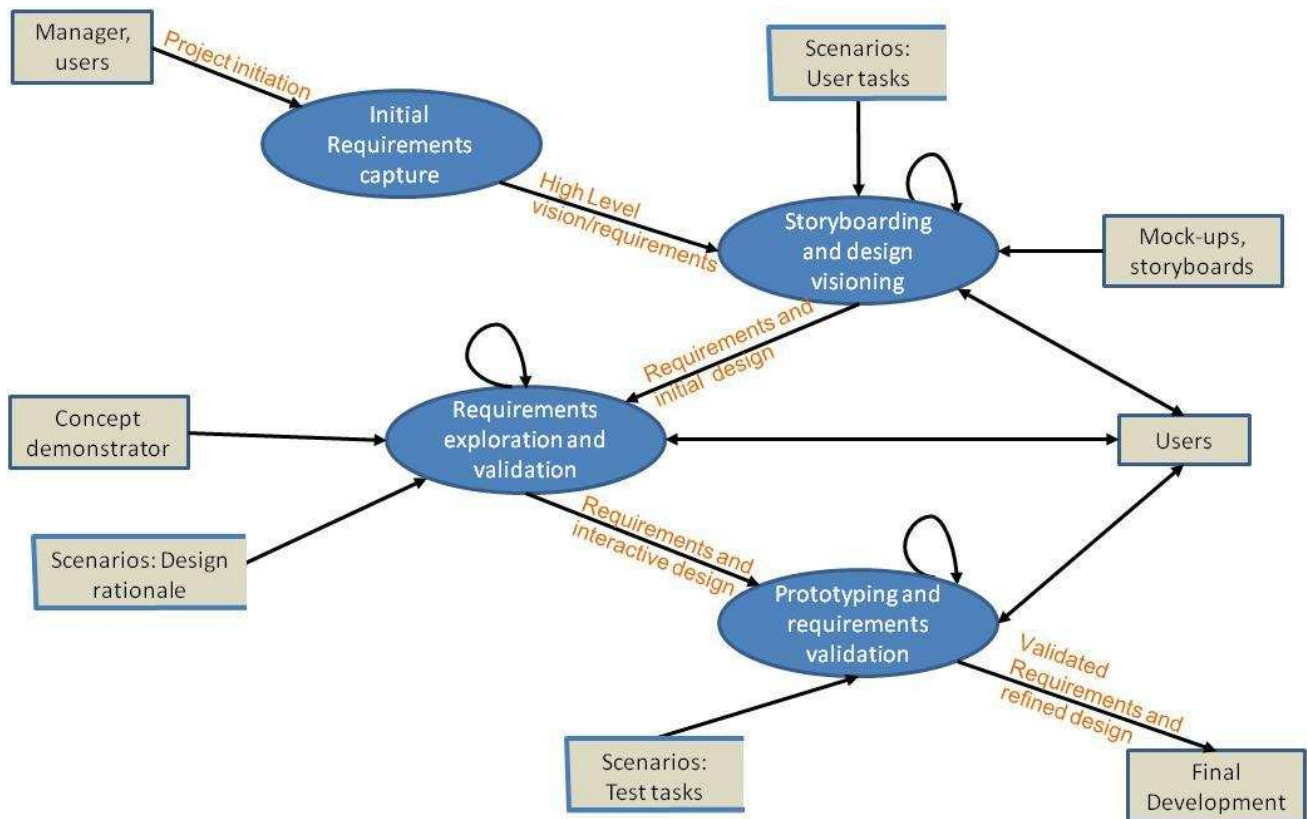 Manager,
users
Project initiation
Initial
Requirements
capture
Scenarios:
User tasks
High Level
vision/requirements
Storyboarding
and design
visioning
Mock-ups,
storyboards
Requirements and
initial design
Concept
demonstrator
Requirements
exploration and
validation
Users
Scenarios: Design
rationale
Requirements and
interactive design
Prototyping and
requirements
validation
Validated
Requirements and
refined design
Scenarios:
Test tasks
Final
Development